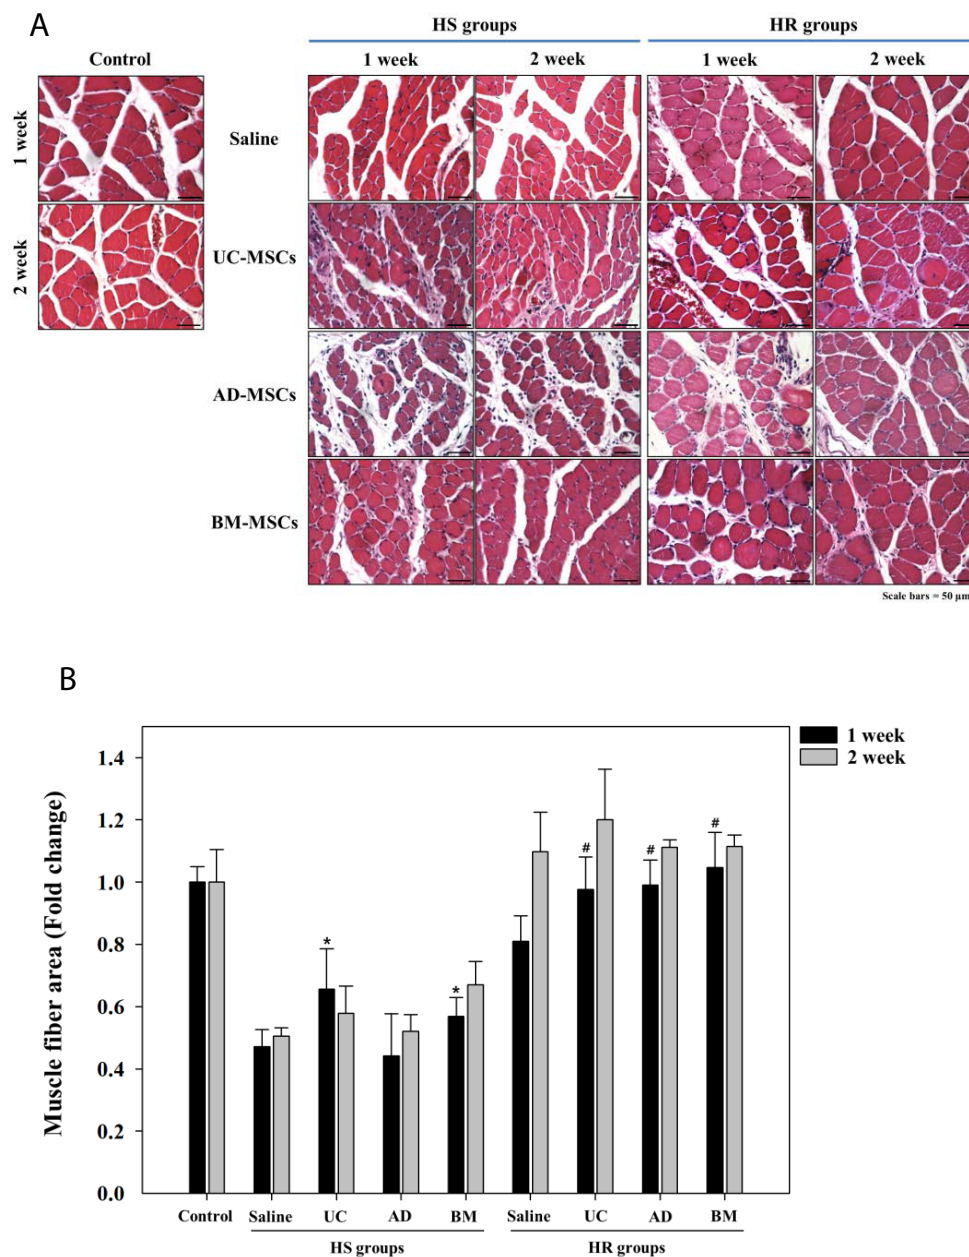 A
HS groups
HR groups
Control
1 week
2 week
1 week
2 week
1 week
2 week
Saline
UC-MSCs
AD-MSCs
BM-MSCs
Scale bars = 50 µm
B
1 week
2 week
Muscle fiber area (Fold change)
1.4
1.2
1.0
0.8
0.6
0.4
0.2
0.0
*
*
#
#
#
Control
Saline
UC
AD
BM
Saline
UC
AD
BM
HS groups
HR groups